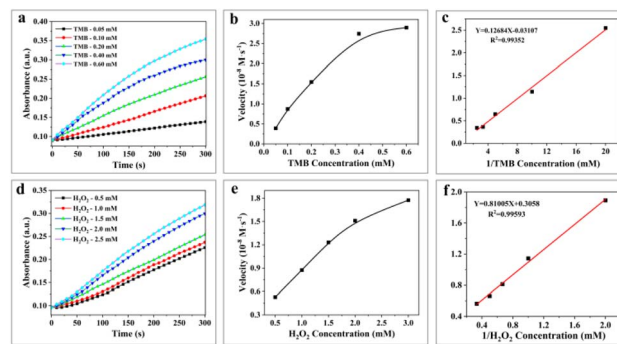 a
TMB - 0.05 mM
TMB - 0.10 mM
TMB - 0.20 mM
TMB - 0.40 mM
TMB - 0.60 mM
0.40
0.35
0.30
0.25
0.20
0.15
0.10
0 50 100 150 200 250 300
Absorbance (a.u.)
Time (s)
b
3.0
2.5
2.0
1.5
1.0
0.5
0.0
0.0 0.1 0.2 0.3 0.4 0.5 0.6
Velocity (10⁻⁸ M·s⁻¹)
TMB Concentration (mM)
c
Y=0.12684X-0.03107
R²=0.99352
2.5
2.0
1.5
1.0
0.5
0.0
4 8 12 16 20
1/TMB Concentration (mM)
d
H₂O₂ - 0.5 mM
H₂O₂ - 1.0 mM
H₂O₂ - 1.5 mM
H₂O₂ - 2.0 mM
H₂O₂ - 2.5 mM
0.35
0.30
0.25
0.20
0.15
0.10
0 50 100 150 200 250 300
Absorbance (a.u.)
Time (s)
e
1.8
1.5
1.2
0.9
0.6
0.3
0.5 1.0 1.5 2.0 2.5 3.0
Velocity (10⁻⁸ M·s⁻¹)
H₂O₂ Concentration (mM)
f
Y=0.81005X+0.3058
R²=0.99593
2.0
1.6
1.2
0.8
0.4
0.4 0.8 1.2 1.6 2.0
1/H₂O₂ Concentration (mM)